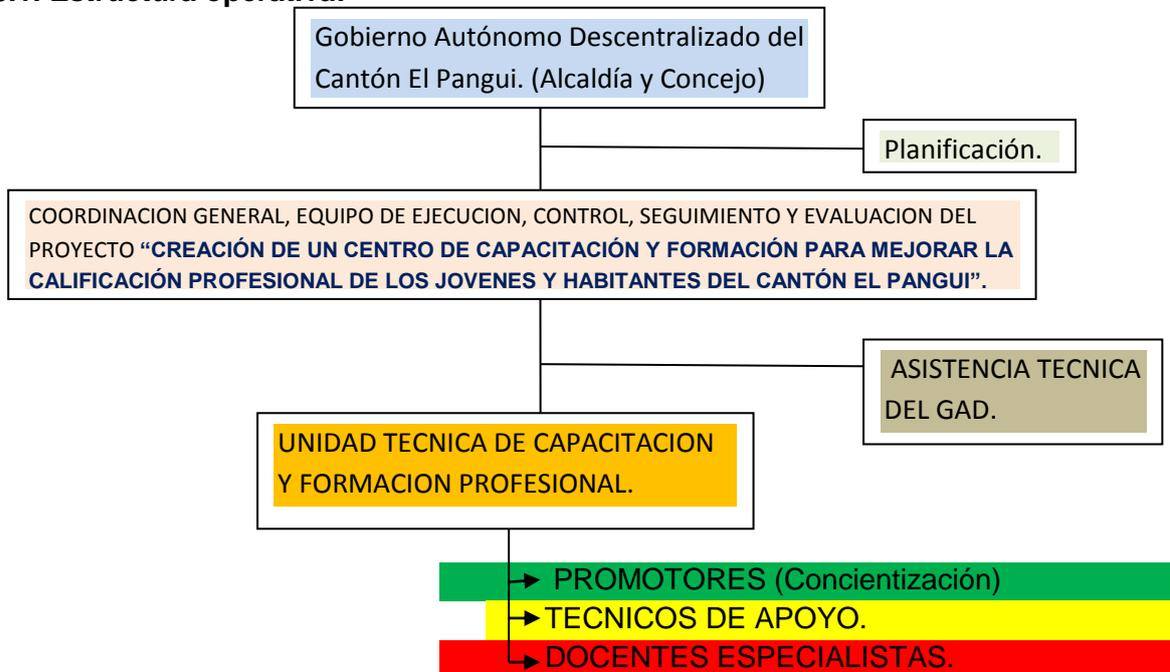 Estructura operativa.
Gobierno Autónomo Descentralizado del
Cantón El Pangui. (Alcaldía y Concejo)
Planificación.
COORDINACION GENERAL, EQUIPO DE EJECUCION, CONTROL, SEGUIMIENTO Y EVALUACION DEL
PROYECTO “CREACIÓN DE UN CENTRO DE CAPACITACIÓN Y FORMACIÓN PARA MEJORAR LA
CALIFICACIÓN PROFESIONAL DE LOS JOVENES Y HABITANTES DEL CANTÓN EL PANGUI”.
ASISTENCIA TECNICA
DEL GAD.
UNIDAD TECNICA DE CAPACITACION
Y FORMACION PROFESIONAL.
PROMOTORES (Concientización)
TECNICOS DE APOYO.
DOCENTES ESPECIALISTAS.